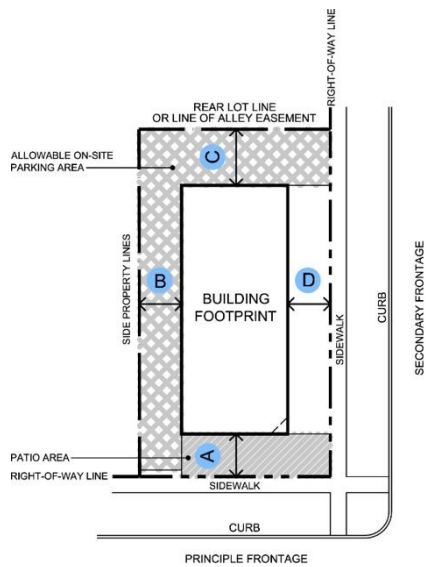 RIGHT-OF-WAY LINE
REAR LOT LINE
OR LINE OF ALLEY EASEMENT
ALLOWABLE ON-SITE
PARKING AREA
C
SIDE PROPERTY LINES
B
D
BUILDING
FOOTPRINT
SIDEWALK
CURB
SECONDARY FRONTAGE
PATIO AREA
A
RIGHT-OF-WAY LINE
SIDEWALK
CURB
PRINCIPLE FRONTAGE